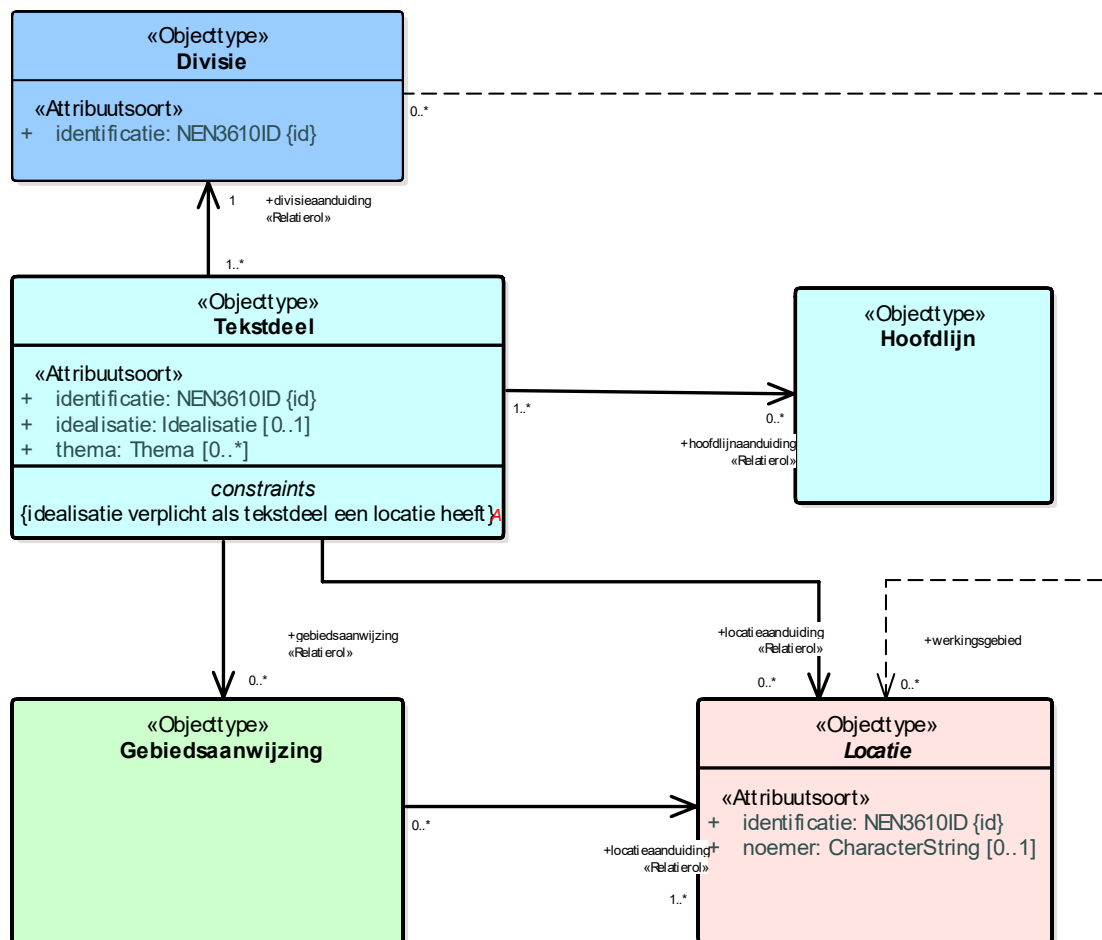 «Objecttype»
Divisie
«Attribuutsoort»
+ identificatie: NEN3610ID {id}
0..*
1
+divisieaanduiding
«Relatierol»
1..*
«Objecttype»
Tekstdeel
«Attribuutsoort»
+ identificatie: NEN3610ID {id}
+ idealisatie: Idealisatie [0..1]
+ thema: Thema [0..*]
constraints
{idealisatie verplicht als tekstdeel een locatie heeft}A
«Objecttype»
Hoofdlijn
1..*
0..*
+hoofdlijnaanduiding
«Relatierol»
+gebiedsaanwijzing
«Relatierol»
0..*
+locatieaanduiding
«Relatierol»
0..*
+werkingsgebied
0..*
«Objecttype»
Gebiedsaanwijzing
«Objecttype»
Locatie
«Attribuutsoort»
+ identificatie: NEN3610ID {id}
+ noemer: CharacterString [0..1]
0..*
+locatieaanduiding
«Relatierol»
1..*